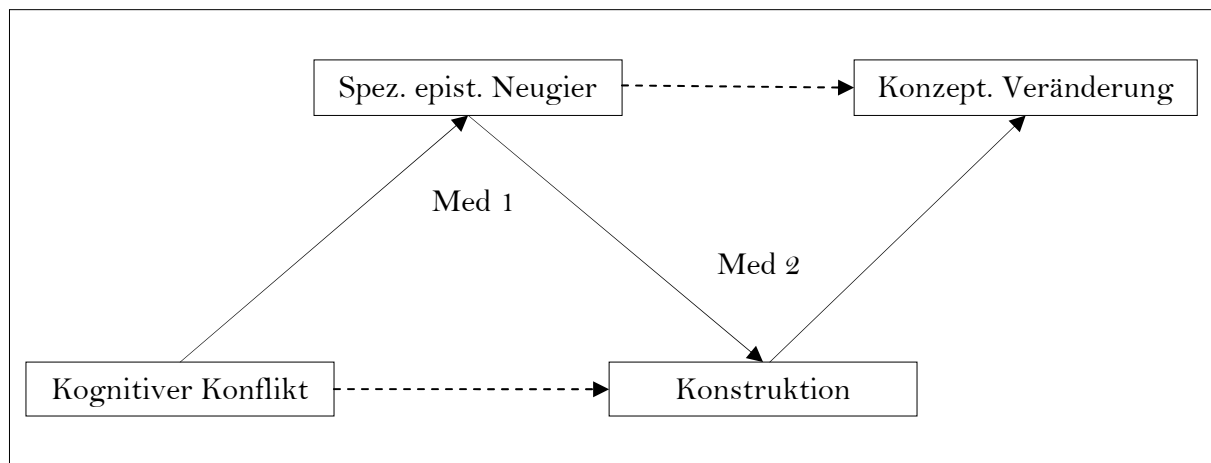 Spez. epist. Neugier
Konzept. Veränderung
Med 1
Med 2
Kognitiver Konflikt
Konstruktion